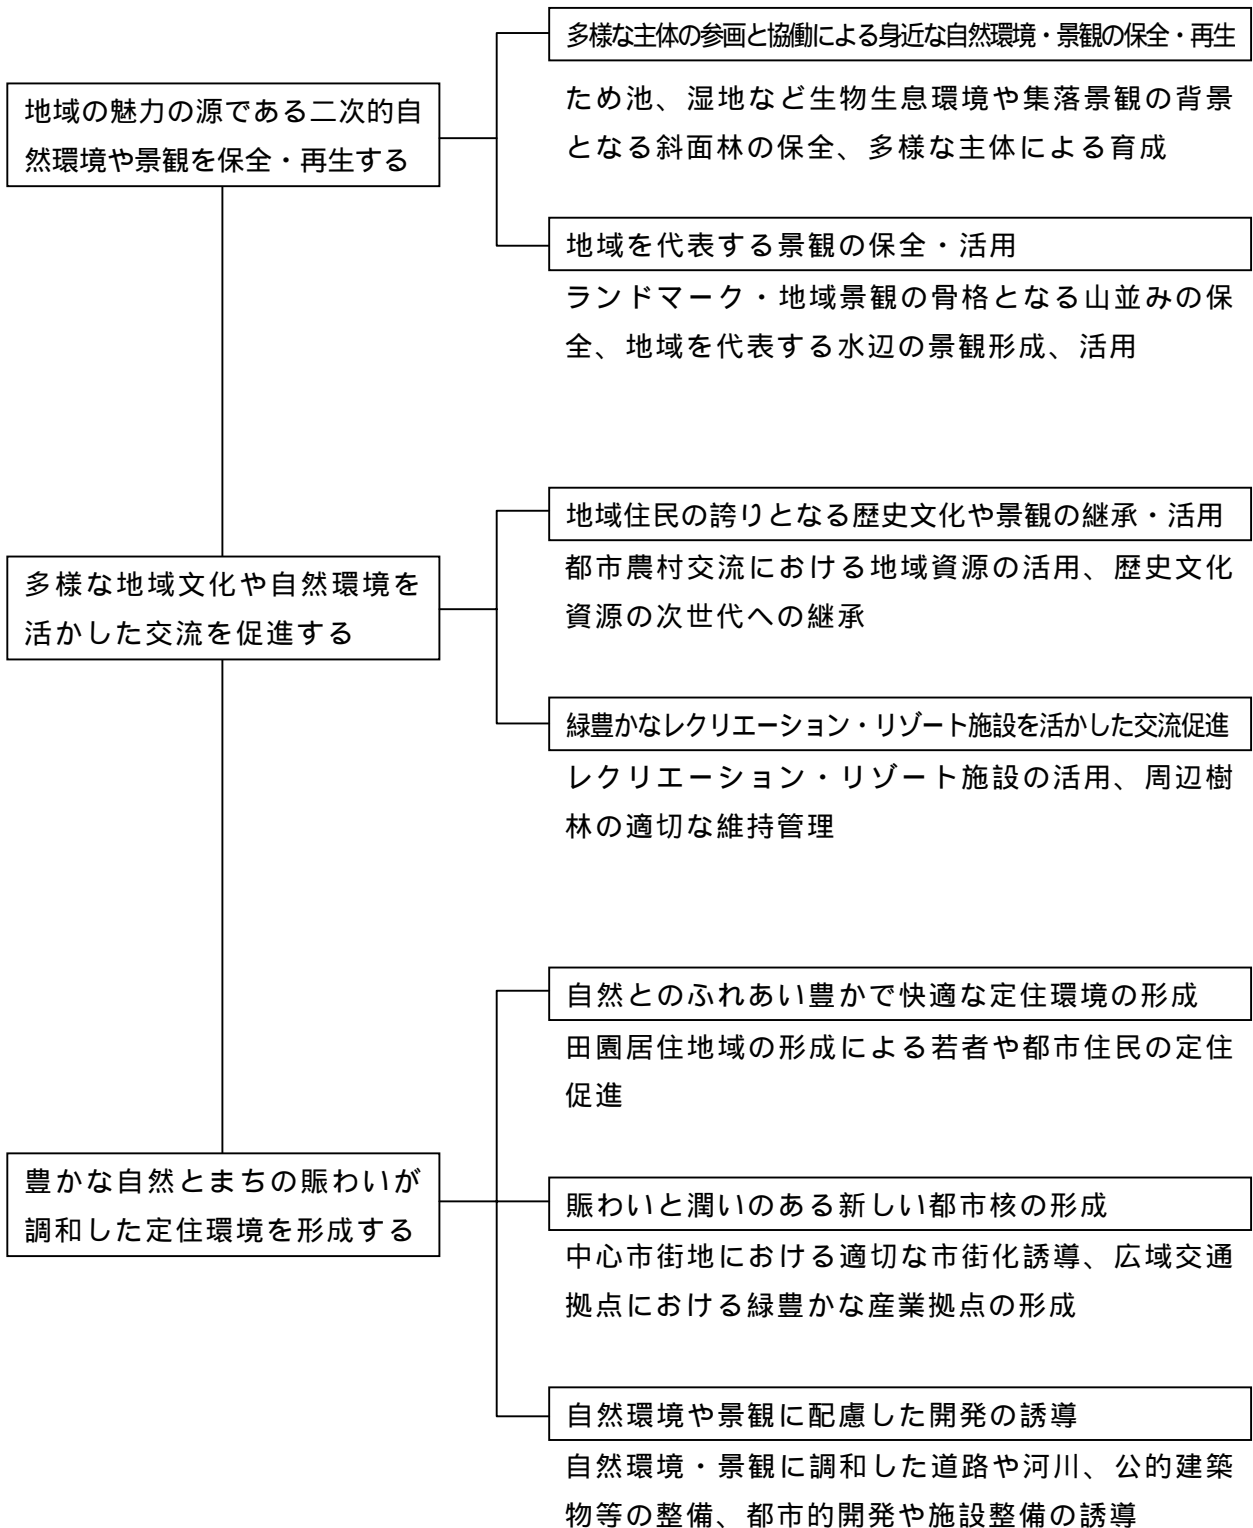 地域の魅力の源である二次的自
然環境や景観を保全・再生する
多様な主体の参画と協働による身近な自然環境・景観の保全・再生
ため池、湿地など生物生息環境や集落景観の背景
となる斜面林の保全、多様な主体による育成
地域を代表する景観の保全・活用
ランドマーク・地域景観の骨格となる山並みの保
全、地域を代表する水辺の景観形成、活用
多様な地域文化や自然環境を
活かした交流を促進する
地域住民の誇りとなる歴史文化や景観の継承・活用
都市農村交流における地域資源の活用、歴史文化
資源の次世代への継承
緑豊かなレクリエーション・リゾート施設を活かした交流促進
レクリエーション・リゾート施設の活用、周辺樹
林の適切な維持管理
豊かな自然とまちの賑わいが
調和した定住環境を形成する
自然とのふれあい豊かで快適な定住環境の形成
田園居住地域の形成による若者や都市住民の定住
促進
賑わいと潤いのある新しい都市核の形成
中心市街地における適切な市街化誘導、広域交通
拠点における緑豊かな産業拠点の形成
自然環境や景観に配慮した開発の誘導
自然環境・景観に調和した道路や河川、公的建築
物等の整備、都市的開発や施設整備の誘導